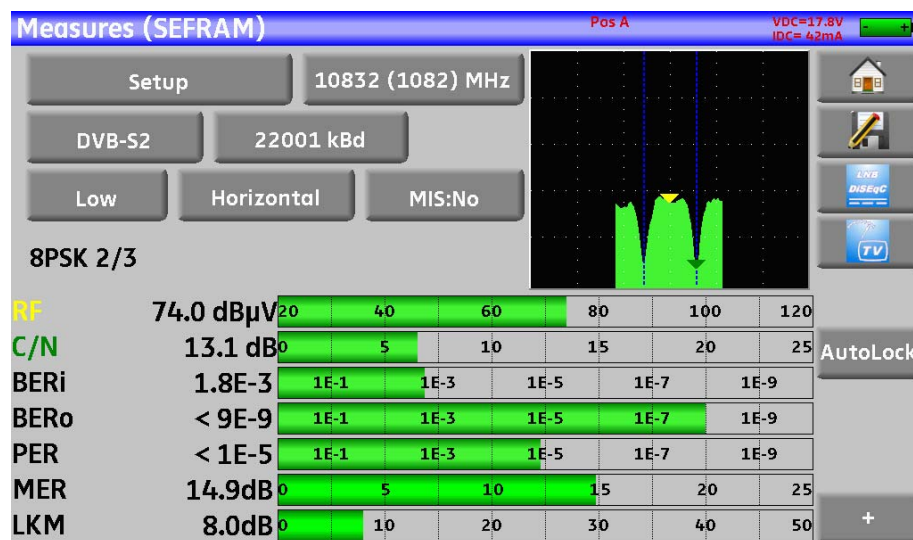 Measures (SEFRAM)
Pos A
VDC=17.8V
IDC= 42mA
- +
Setup
10832 (1082) MHz
DVB-S2
22001 kBd
Low
Horizontal
MIS:No
8PSK 2/3
LNB
DiSEqC
TV
RF 74.0 dBµV 20 40 60 80 100 120
C/N 13.1 dB 0 5 10 15 20 25
AutoLock
BERi 1.8E-3 1E-1 1E-3 1E-5 1E-7 1E-9
BERo < 9E-9 1E-1 1E-3 1E-5 1E-7 1E-9
PER < 1E-5 1E-1 1E-3 1E-5 1E-7 1E-9
MER 14.9dB 0 5 10 15 20 25
LKM 8.0dB 0 10 20 30 40 50
+